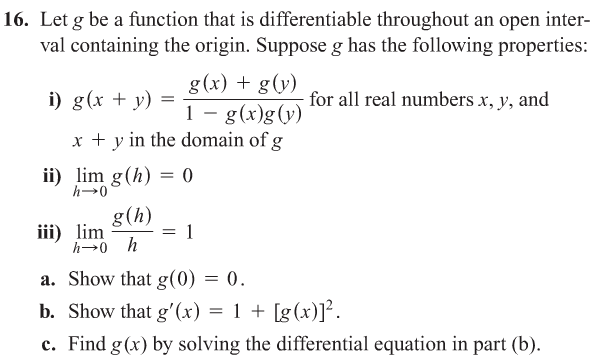 16. Let g be a function that is differentiable throughout an open inter-
val containing the origin. Suppose g has the following properties:
i) g(x + y) = \frac{g(x) + g(y)}{1 − g(x)g(y)} for all real numbers x, y, and
x + y in the domain of g
ii) \lim_{h→0} g(h) = 0
iii) \lim_{h→0} \frac{g(h)}{h} = 1
a. Show that g(0) = 0.
b. Show that g′(x) = 1 + [g(x)]².
c. Find g(x) by solving the differential equation in part (b).